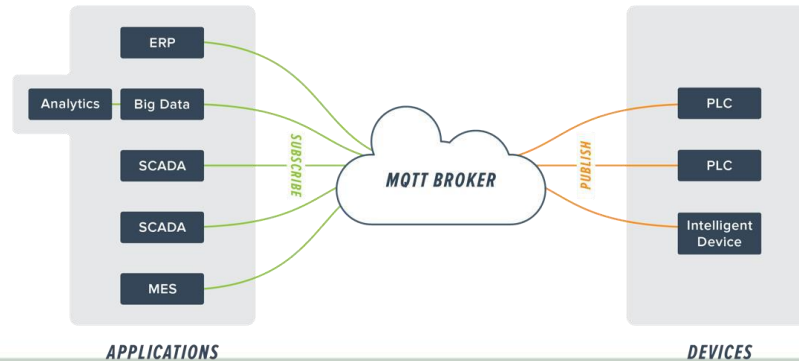 ERP
Analytics
Big Data
SCADA
SCADA
MES
SUBSCRIBE
MQTT BROKER
PUBLISH
PLC
PLC
Intelligent
Device
APPLICATIONS
DEVICES